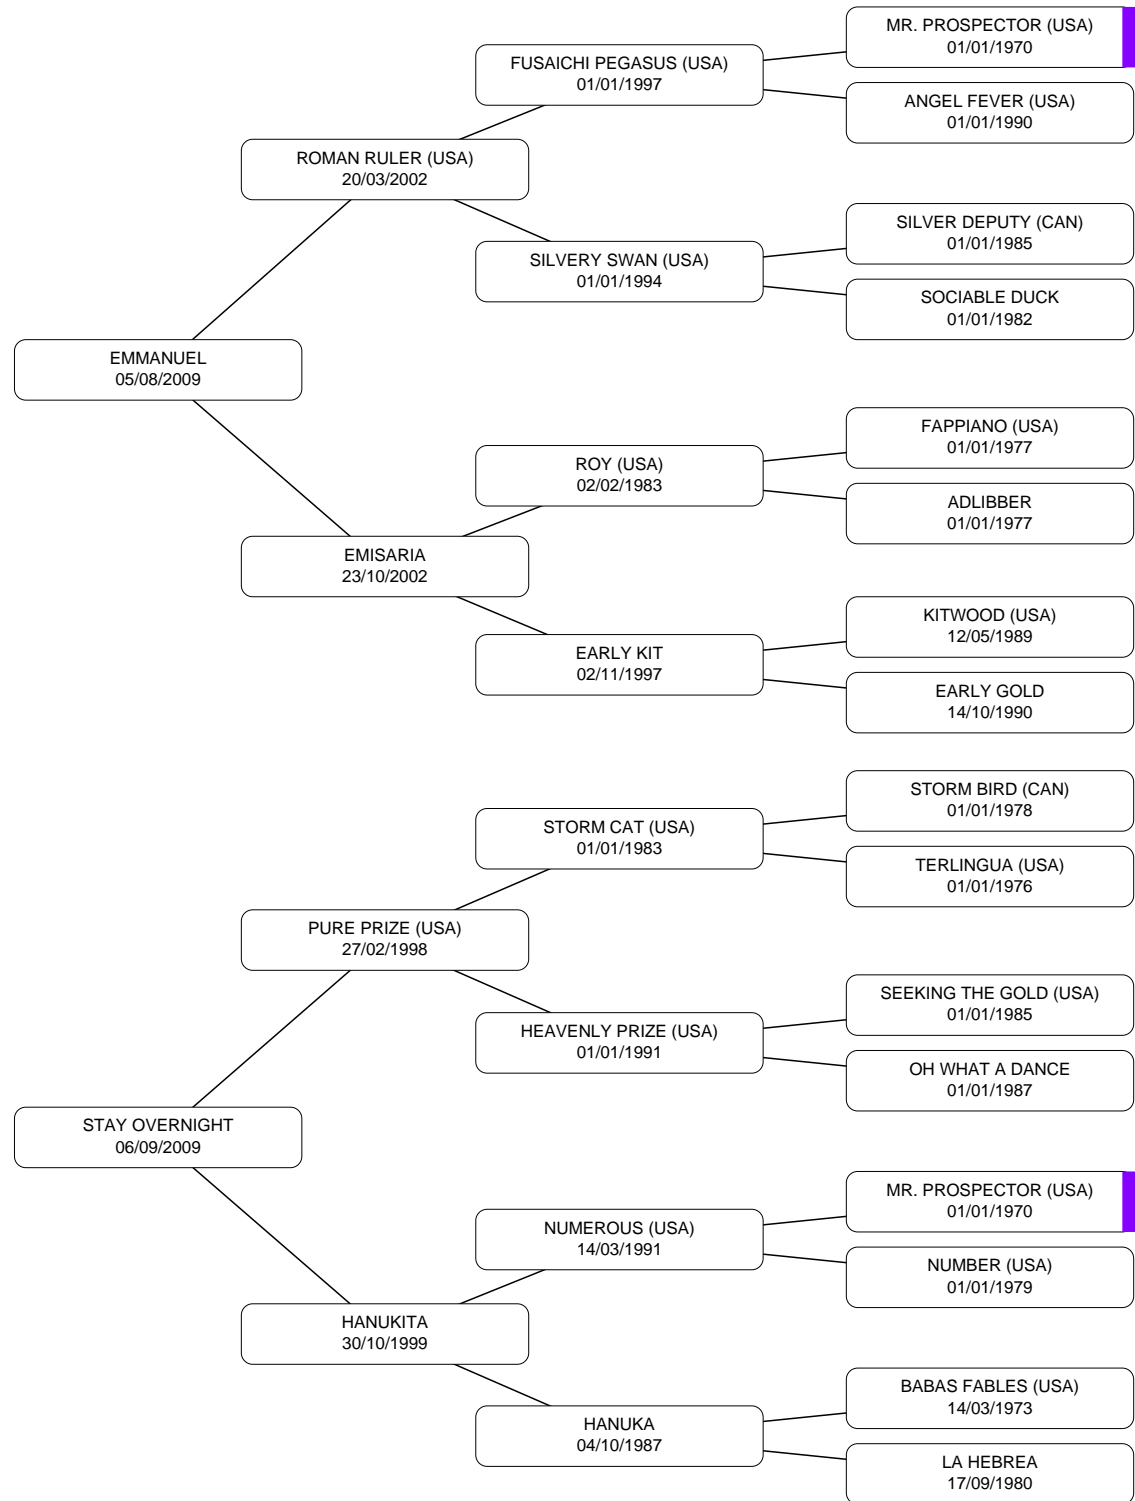 MR. PROSPECTOR (USA)
01/01/1970
FUSAICHI PEGASUS (USA)
01/01/1997
ANGEL FEVER (USA)
01/01/1990
ROMAN RULER (USA)
20/03/2002
SILVER DEPUTY (CAN)
01/01/1985
SILVERY SWAN (USA)
01/01/1994
SOCIABLE DUCK
01/01/1982
EMMANUEL
05/08/2009
FAPPIANO (USA)
01/01/1977
ROY (USA)
02/02/1983
ADLIBBER
01/01/1977
EMISARIA
23/10/2002
KITWOOD (USA)
12/05/1989
EARLY KIT
02/11/1997
EARLY GOLD
14/10/1990
STORM BIRD (CAN)
01/01/1978
STORM CAT (USA)
01/01/1983
TERLINGUA (USA)
01/01/1976
PURE PRIZE (USA)
27/02/1998
SEEKING THE GOLD (USA)
01/01/1985
HEAVENLY PRIZE (USA)
01/01/1991
OH WHAT A DANCE
01/01/1987
STAY OVERNIGHT
06/09/2009
MR. PROSPECTOR (USA)
01/01/1970
NUMEROUS (USA)
14/03/1991
NUMBER (USA)
01/01/1979
HANUKITA
30/10/1999
BABAS FABLES (USA)
14/03/1973
HANUKA
04/10/1987
LA HEBREA
17/09/1980